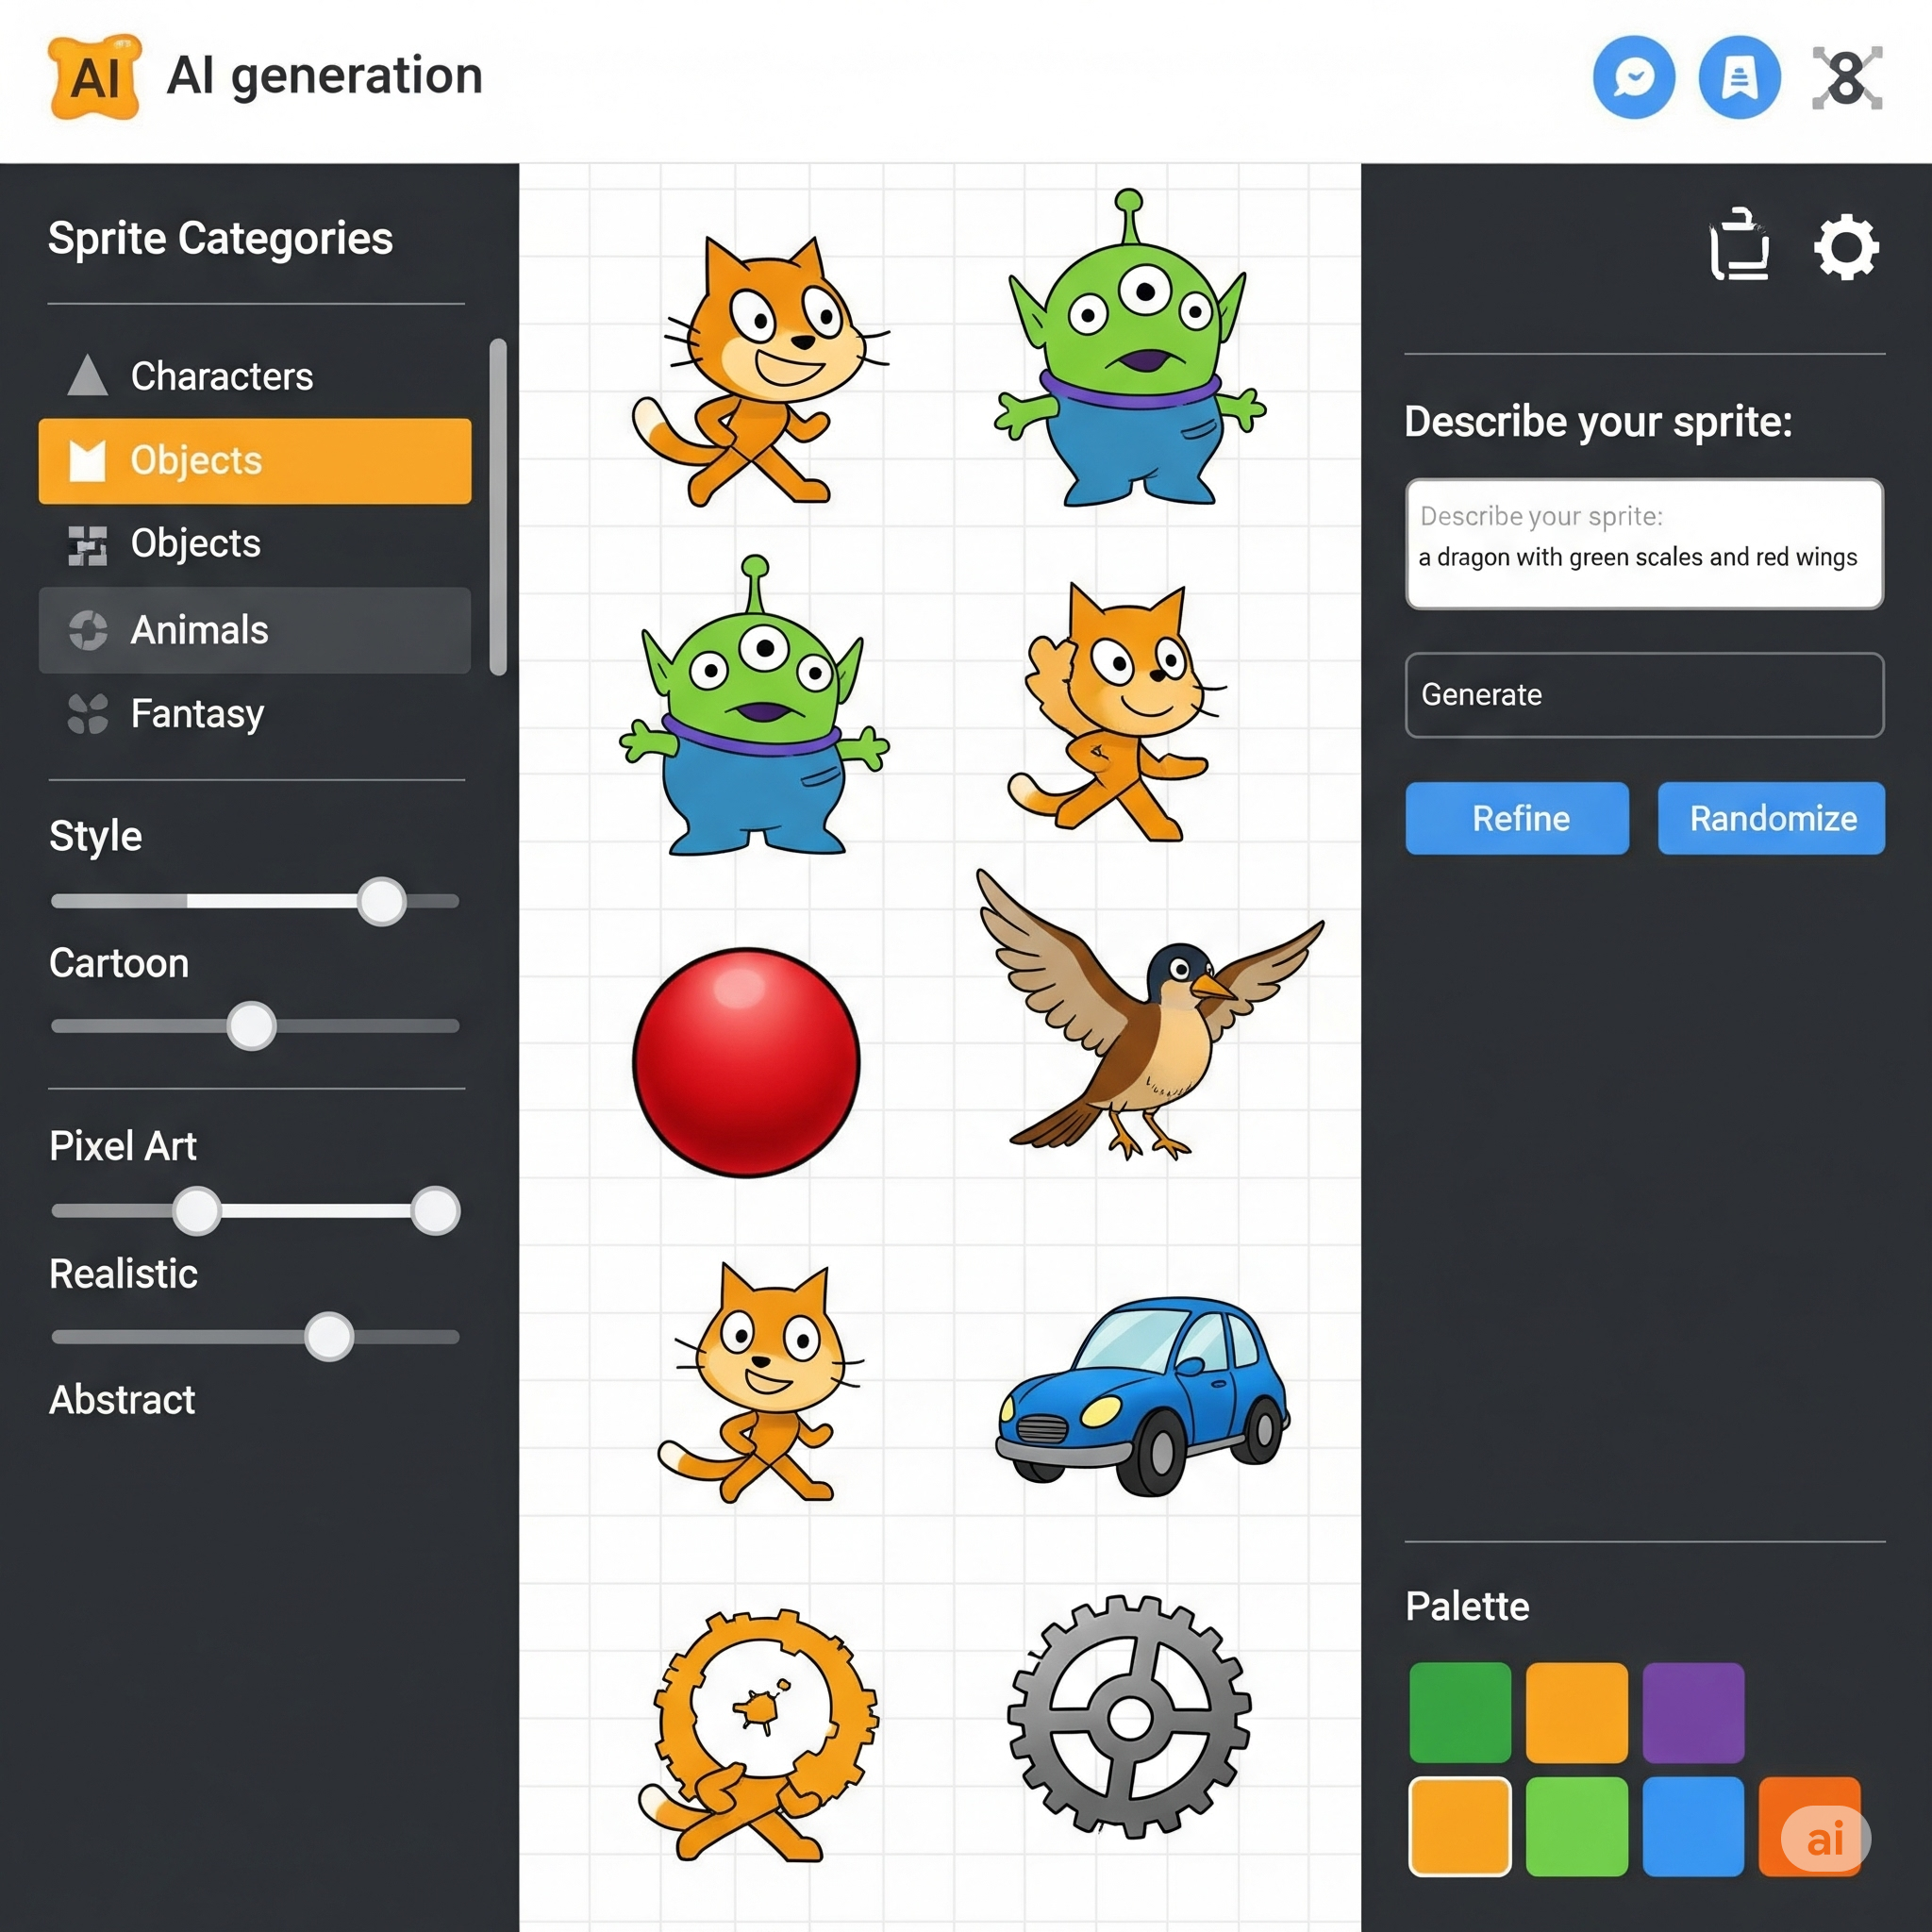 AI AI generation
8
Sprite Categories
Characters
Objects
Objects
Animals
Fantasy
Style
Cartoon
Pixel Art
Realistic
Abstract
Describe your sprite:
Describe your sprite:
a dragon with green scales and red wings
Generate
Refine Randomize
Palette
ai